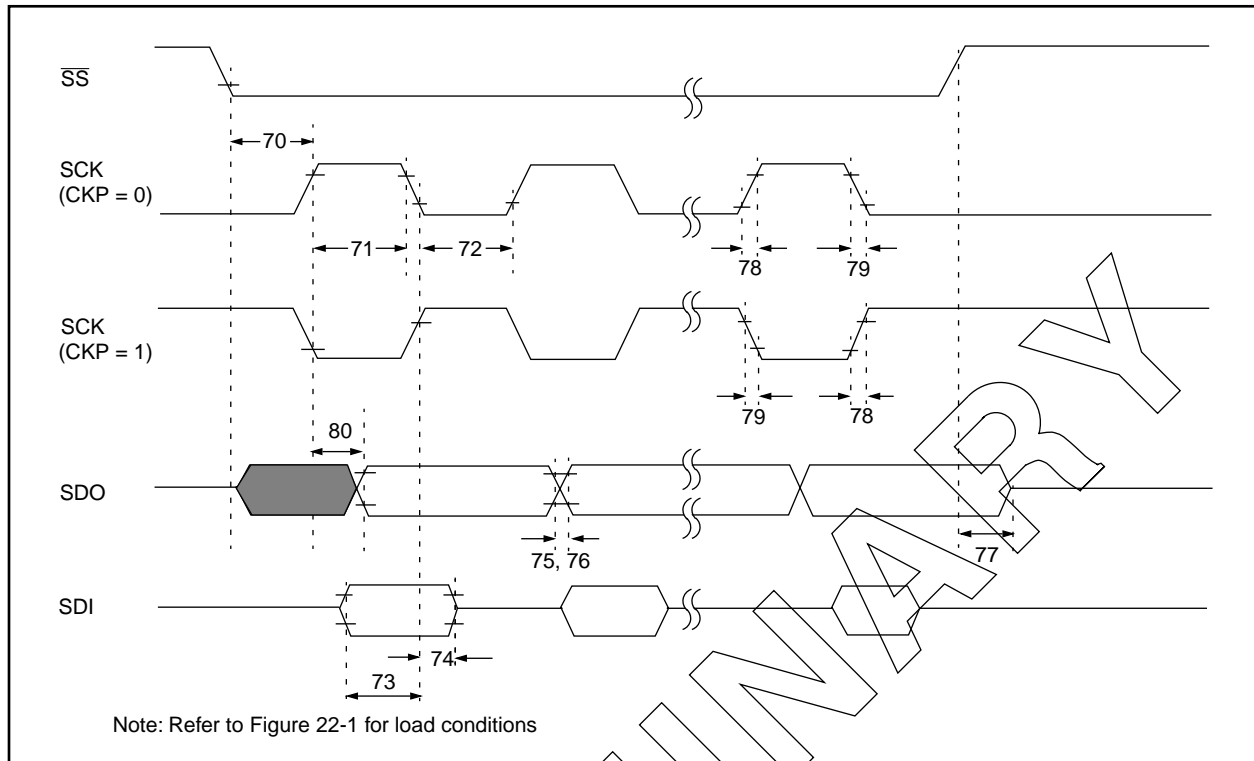 SS
70
SCK
(CKP = 0)
71
72
78
79
SCK
(CKP = 1)
79
78
80
SDO
75, 76
77
SDI
74
73
Note: Refer to Figure 22-1 for load conditions
INARY